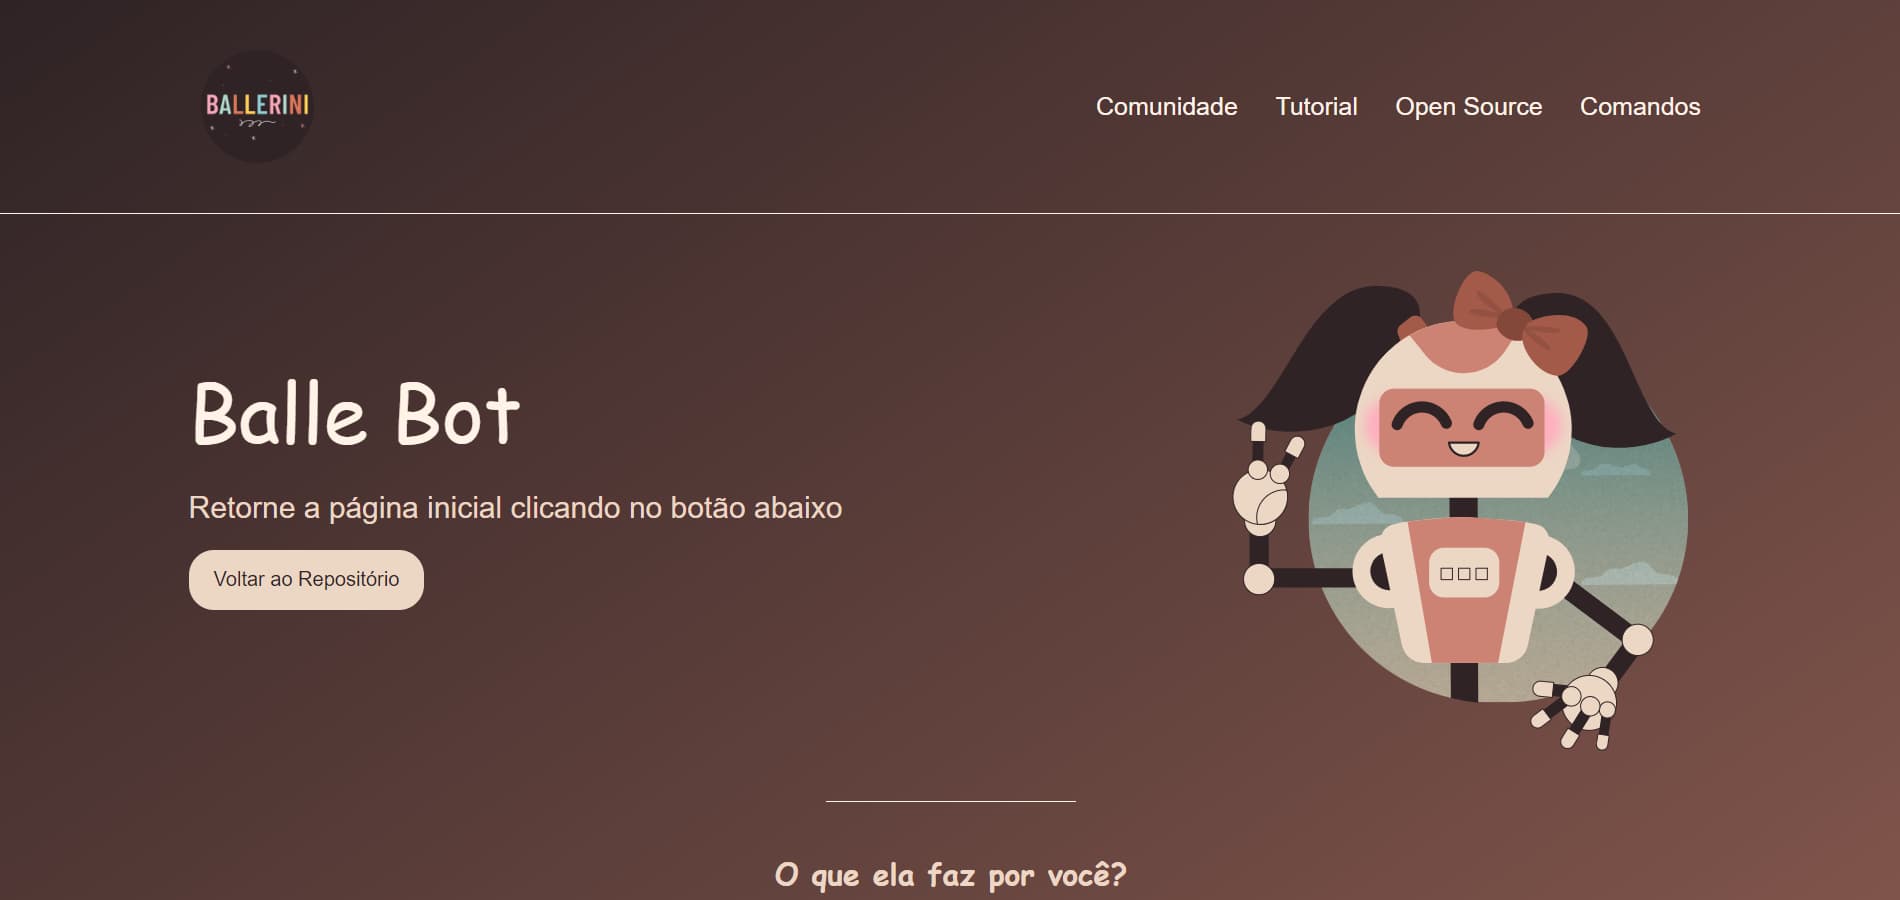 BALLERINI
Comunidade Tutorial Open Source Comandos
Balle Bot
Retorne a página inicial clicando no botão abaixo
Voltar ao Repositório
O que ela faz por você?